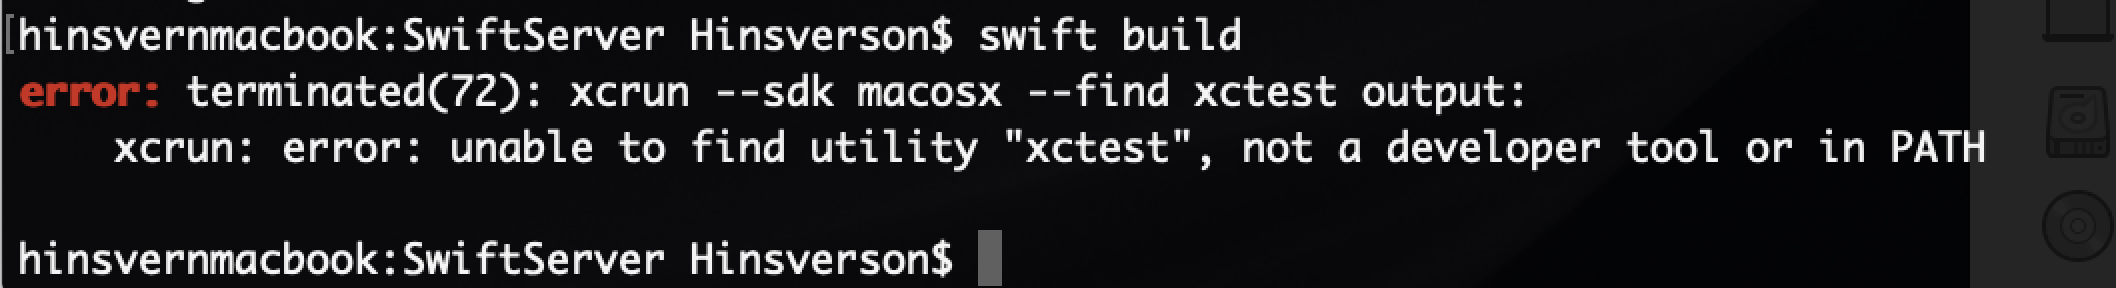 [hinsvernmacbook:SwiftServer Hinsverson$ swift build
error: terminated(72): xcrun --sdk macosx --find xctest output:
    xcrun: error: unable to find utility "xctest", not a developer tool or in PATH
hinsvernmacbook:SwiftServer Hinsverson$